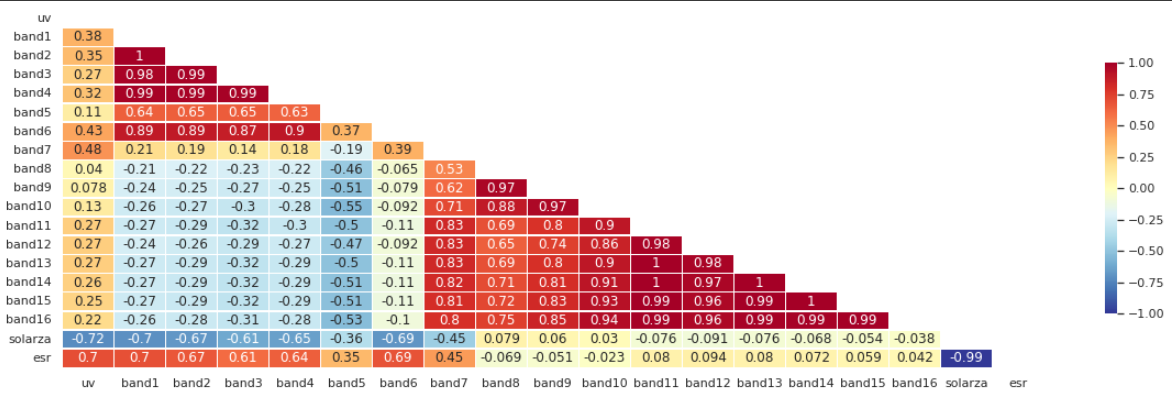 uv
band1 0.38
band2 0.35 1
band3 0.27 0.98 0.99
band4 0.32 0.99 0.99 0.99
band5 0.11 0.64 0.65 0.65 0.63
band6 0.43 0.89 0.89 0.87 0.9 0.37
band7 0.48 0.21 0.19 0.14 0.18 -0.19 0.39
band8 0.04 -0.21 -0.22 -0.23 -0.22 -0.46 -0.065 0.53
band9 0.078 -0.24 -0.25 -0.27 -0.25 -0.51 -0.079 0.62 0.97
band10 0.13 -0.26 -0.27 -0.3 -0.28 -0.55 -0.092 0.71 0.88 0.97
band11 0.27 -0.27 -0.29 -0.32 -0.3 -0.5 -0.11 0.83 0.69 0.8 0.9
band12 0.27 -0.24 -0.26 -0.29 -0.27 -0.47 -0.092 0.83 0.65 0.74 0.86 0.98
band13 0.27 -0.27 -0.29 -0.32 -0.29 -0.5 -0.11 0.83 0.69 0.8 0.9 1 0.98
band14 0.26 -0.27 -0.29 -0.32 -0.29 -0.51 -0.11 0.82 0.71 0.81 0.91 1 0.97 1
band15 0.25 -0.27 -0.29 -0.32 -0.29 -0.51 -0.11 0.81 0.72 0.83 0.93 0.99 0.96 0.99 1
band16 0.22 -0.26 -0.28 -0.31 -0.28 -0.53 -0.1 0.8 0.75 0.85 0.94 0.99 0.96 0.99 0.99 0.99
solarza -0.72 -0.7 -0.67 -0.61 -0.65 -0.36 -0.69 -0.45 0.079 0.06 0.03 -0.076 -0.091 -0.076 -0.068 -0.054 -0.038
esr 0.7 0.7 0.67 0.61 0.64 0.35 0.69 0.45 -0.069 -0.051 -0.023 0.08 0.094 0.08 0.072 0.059 0.042 -0.99
uv band1 band2 band3 band4 band5 band6 band7 band8 band9 band10 band11 band12 band13 band14 band15 band16 solarza esr
1.00
0.75
0.50
0.25
0.00
-0.25
-0.50
-0.75
-1.00